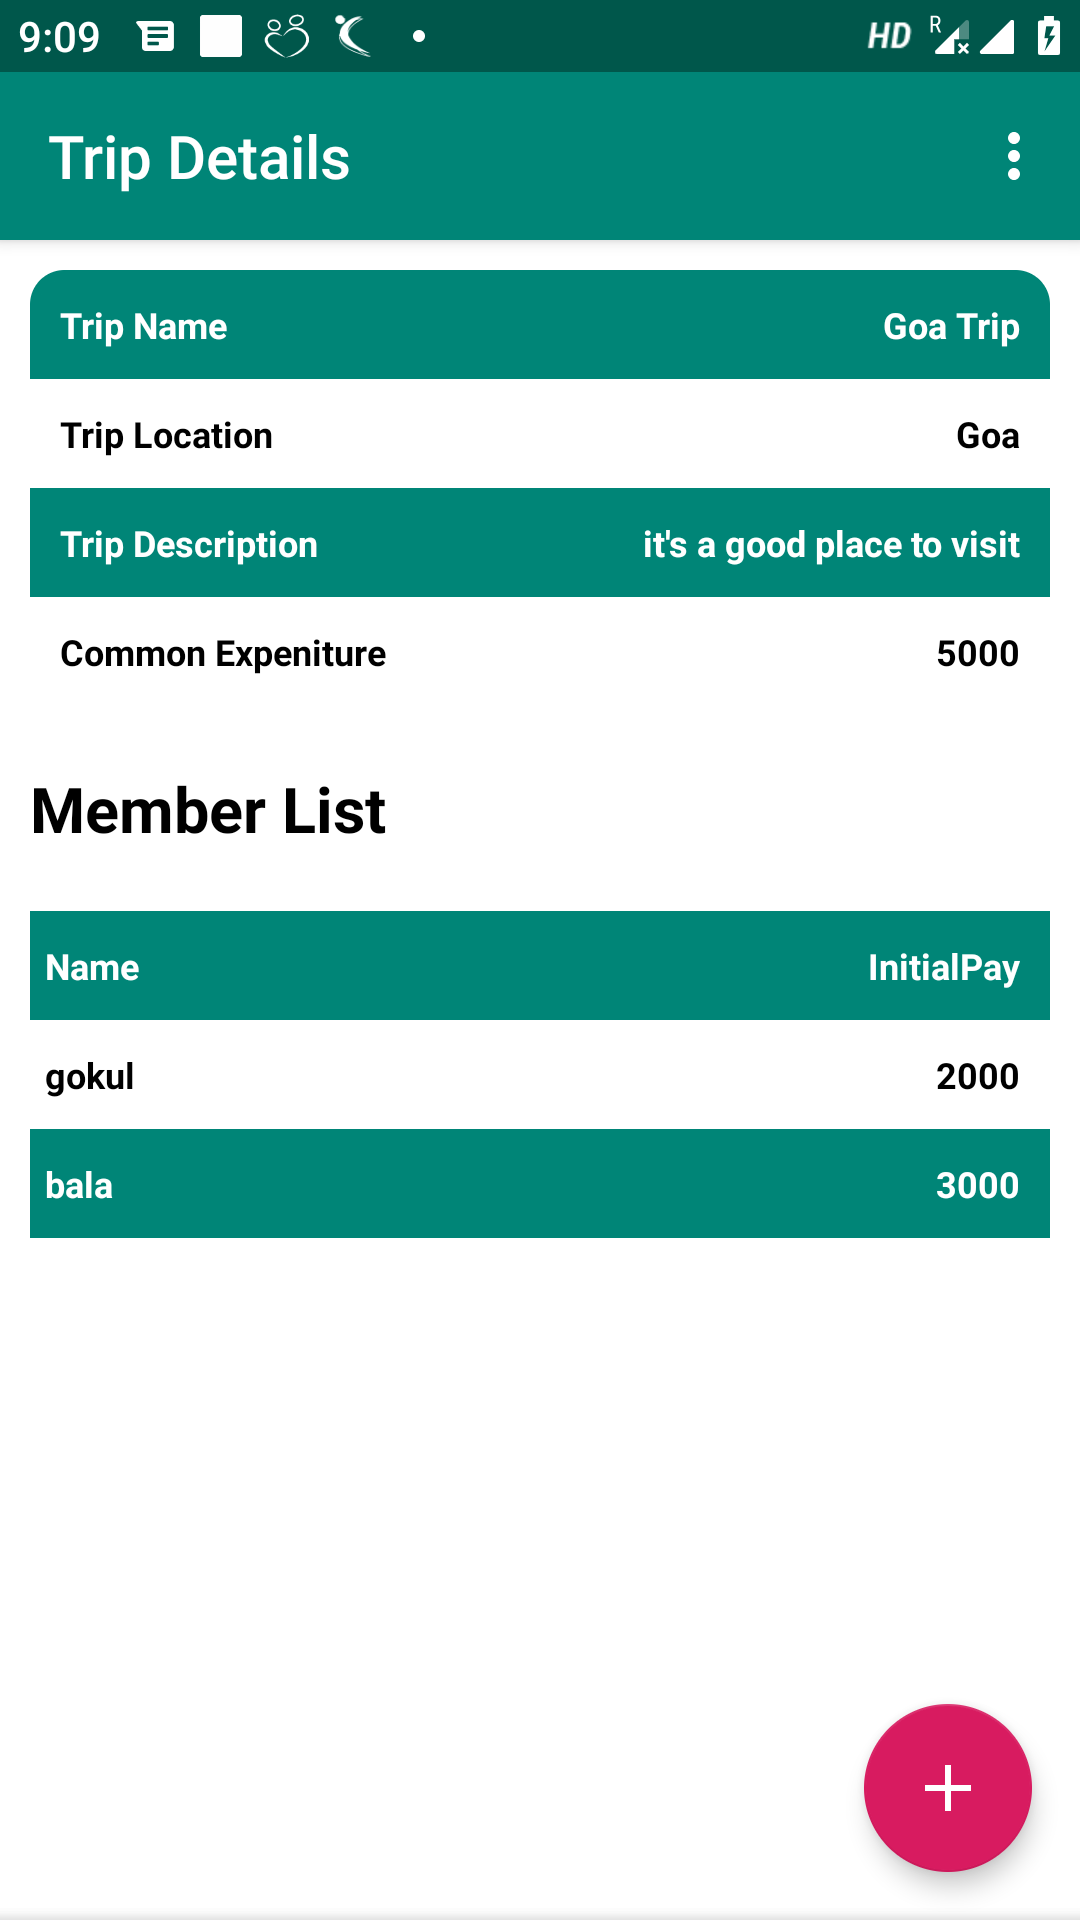 9:09 HD R
Trip Details
Trip Name Goa Trip
Trip Location Goa
Trip Description it's a good place to visit
Common Expeniture 5000
Member List
Name InitialPay
gokul 2000
bala 3000